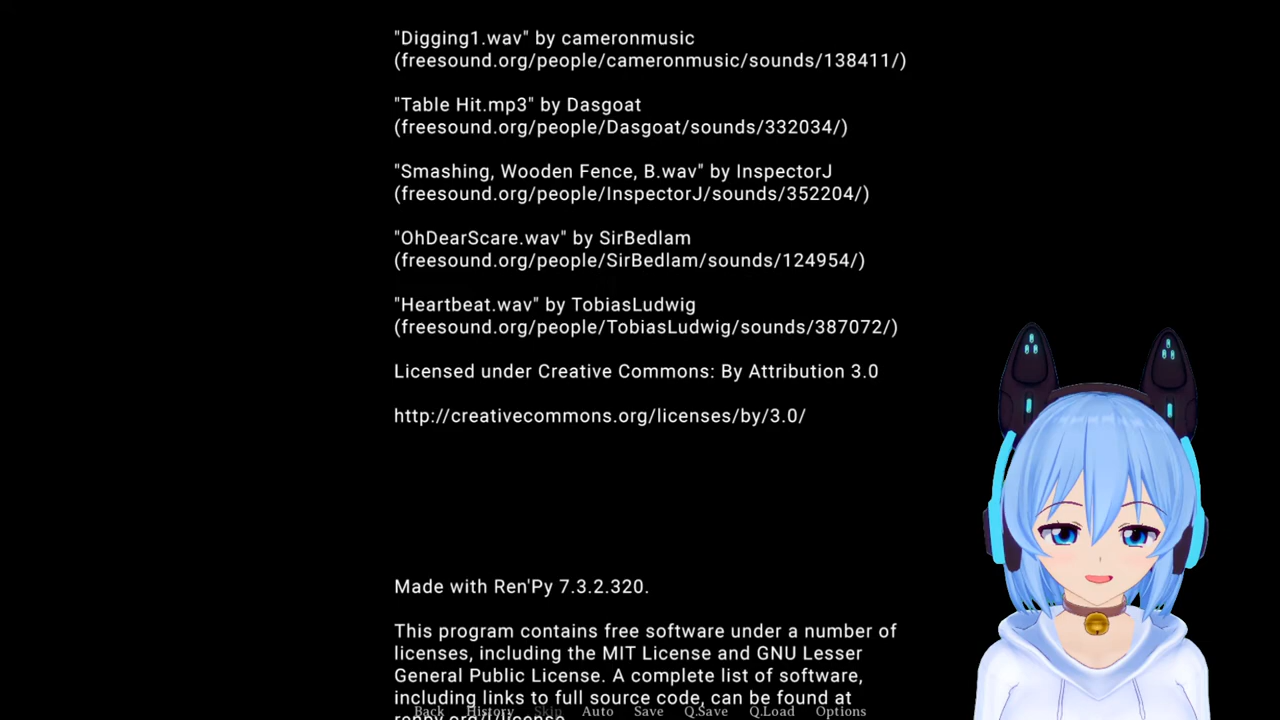 "Digging1.wav" by cameronmusic
(freesound.org/people/cameronmusic/sounds/138411/)
"Table Hit.mp3" by Dasgoat
(freesound.org/people/Dasgoat/sounds/332034/)
"Smashing, Wooden Fence, B.wav" by InspectorJ
(freesound.org/people/InspectorJ/sounds/352204/)
"OhDearScare.wav" by SirBedlam
(freesound.org/people/SirBedlam/sounds/124954/)
"Heartbeat.wav" by TobiasLudwig
(freesound.org/people/TobiasLudwig/sounds/387072/)
Licensed under Creative Commons: By Attribution 3.0
http://creativecommons.org/licenses/by/3.0/
Made with Ren'Py 7.3.2.320.
This program contains free software under a number of
licenses, including the MIT License and GNU Lesser
General Public License. A complete list of software,
including links to full source code, can be found at
Back History Skip Auto Save Q.Save Q.Load Options